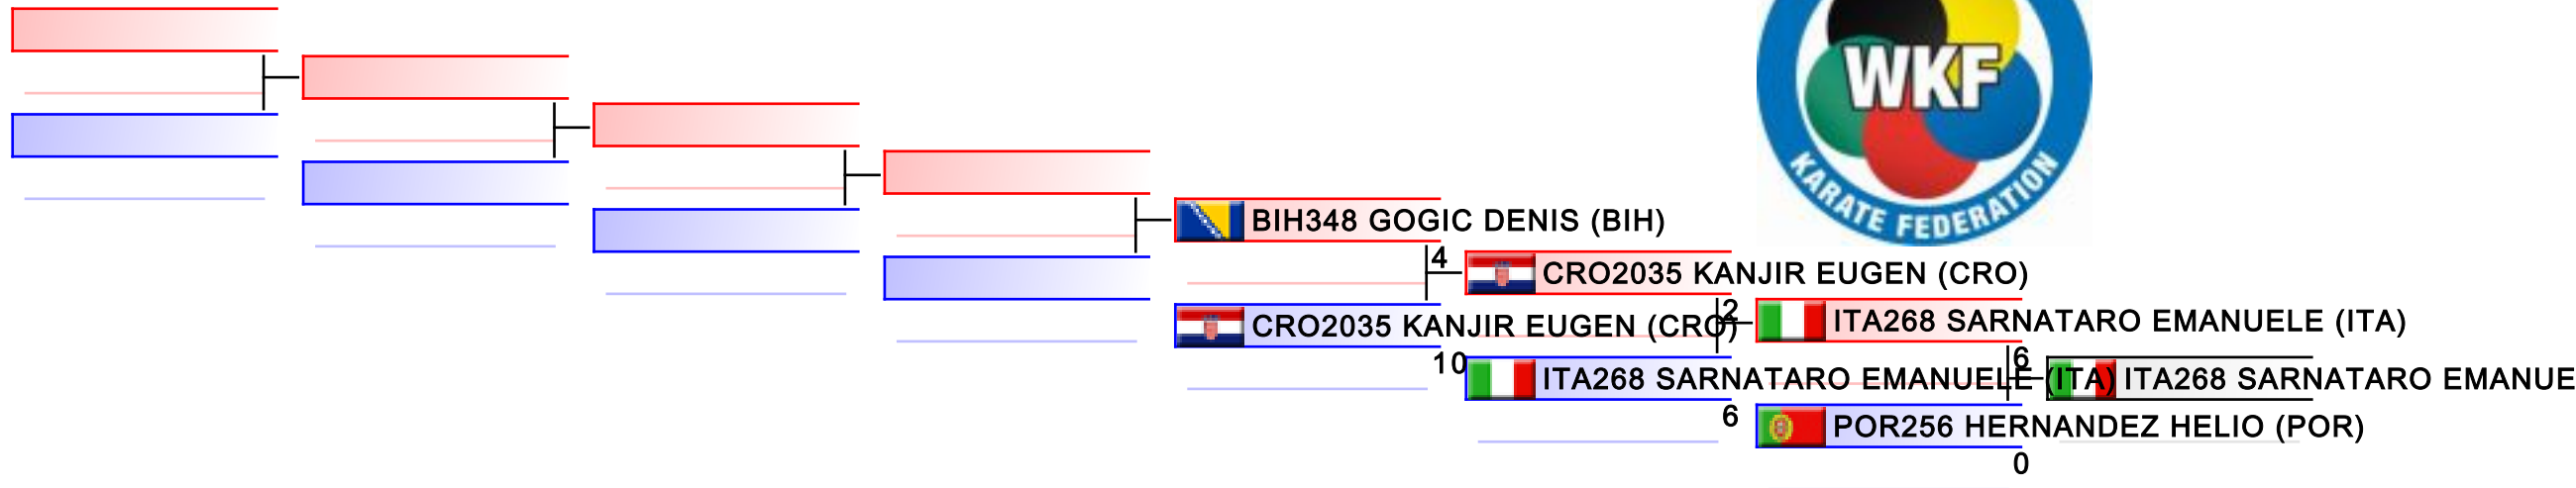 WKF
KARATE FEDERATION
BIH348 GOGIC DENIS (BIH)
4
CRO2035 KANJIR EUGEN (CRO)
2
CRO2035 KANJIR EUGEN (CRO)
ITA268 SARNATARO EMANUELE (ITA)
10
6
ITA268 SARNATARO EMANUELE (ITA)
ITA268 SARNATARO EMANUE
6
POR256 HERNANDEZ HELIO (POR)
0